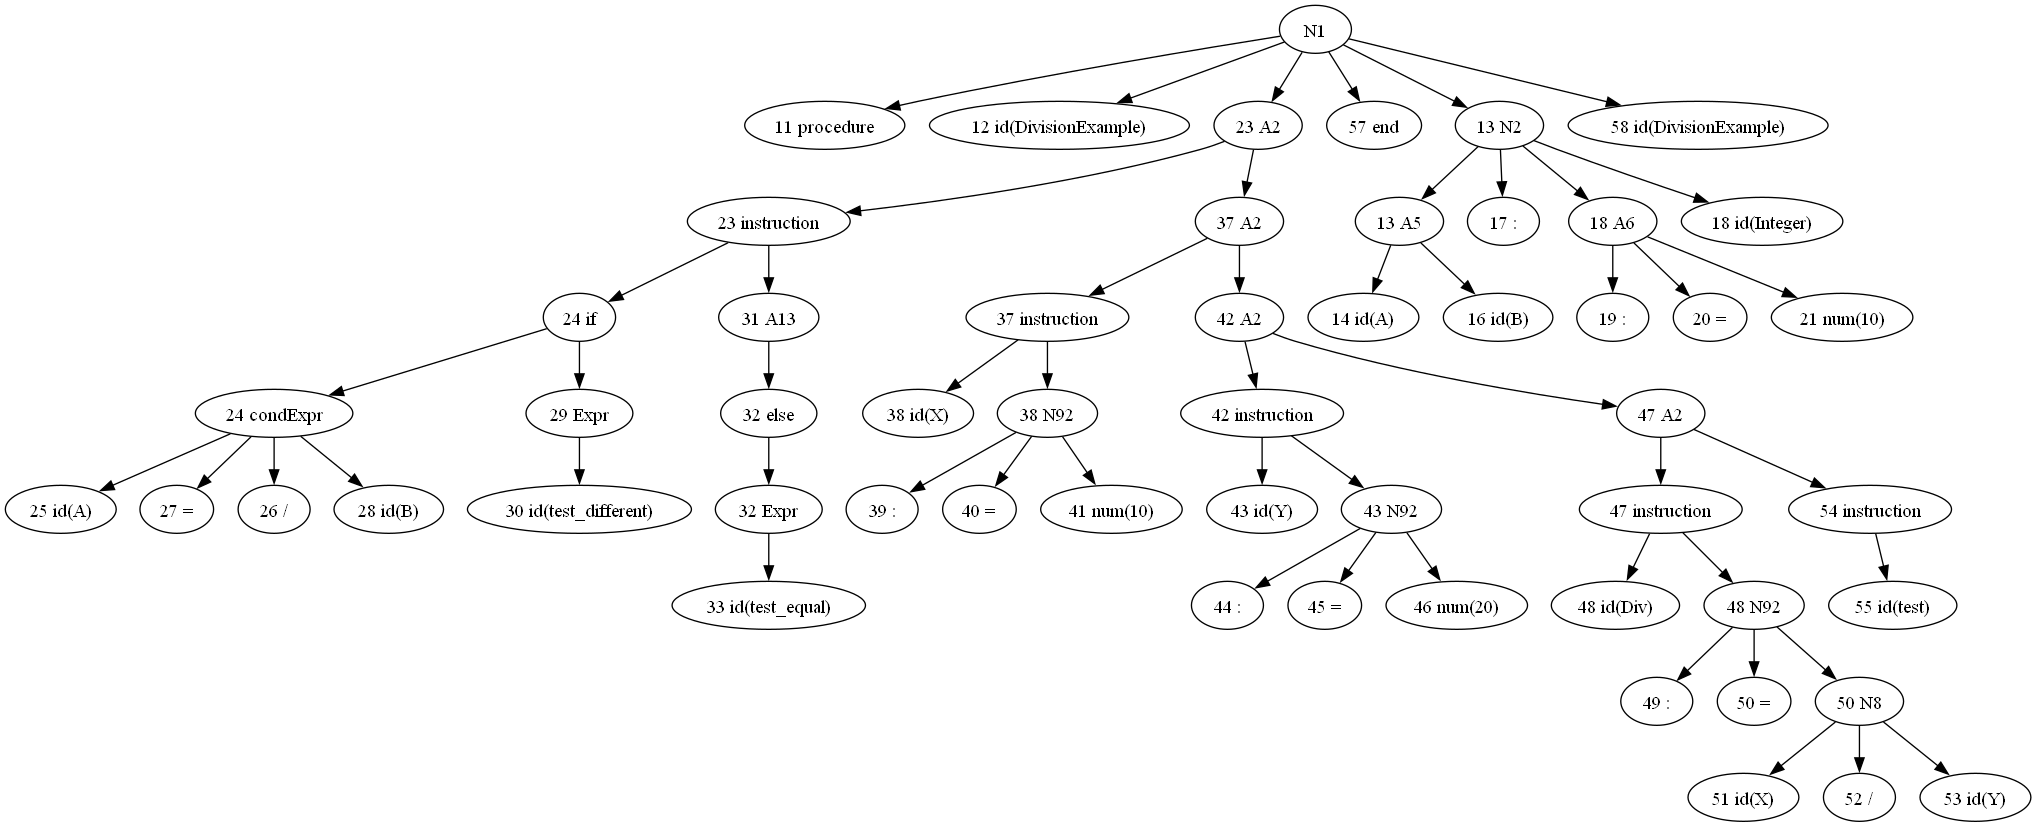 N1
11 procedure
12 id(DivisionExample)
23 A2
57 end
13 N2
58 id(DivisionExample)
23 instruction
37 A2
13 A5
17 :
18 A6
18 id(Integer)
24 if
31 A13
37 instruction
42 A2
14 id(A)
16 id(B)
19 :
20 =
21 num(10)
24 condExpr
29 Expr
32 else
38 id(X)
38 N92
42 instruction
47 A2
25 id(A)
27 =
26 /
28 id(B)
30 id(test_different)
32 Expr
39 :
40 =
41 num(10)
43 id(Y)
43 N92
47 instruction
54 instruction
33 id(test_equal)
44 :
45 =
46 num(20)
48 id(Div)
48 N92
55 id(test)
49 :
50 =
50 N8
51 id(X)
52 /
53 id(Y)